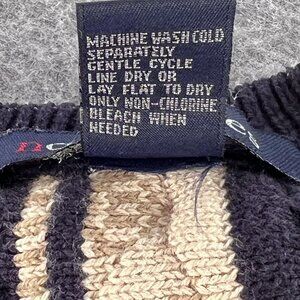 MACHINE WASH COLD
SEPARATELY
GENTLE CYCLE
LINE DRY OR
LAY FLAT TO DRY
ONLY NON-CHLORINE
BLEACH WHEN
NEEDED